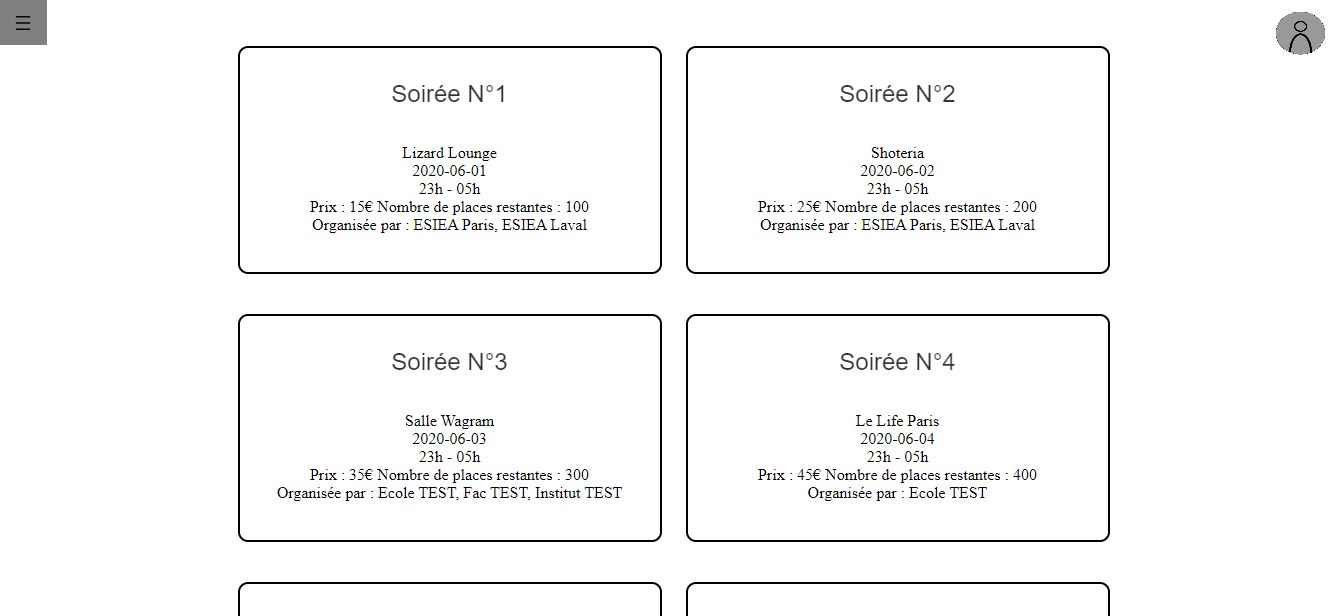 ☰
Soirée N°1
Lizard Lounge
2020-06-01
23h - 05h
Prix : 15€ Nombre de places restantes : 100
Organisée par : ESIEA Paris, ESIEA Laval
Soirée N°2
Shoteria
2020-06-02
23h - 05h
Prix : 25€ Nombre de places restantes : 200
Organisée par : ESIEA Paris, ESIEA Laval
Soirée N°3
Salle Wagram
2020-06-03
23h - 05h
Prix : 35€ Nombre de places restantes : 300
Organisée par : Ecole TEST, Fac TEST, Institut TEST
Soirée N°4
Le Life Paris
2020-06-04
23h - 05h
Prix : 45€ Nombre de places restantes : 400
Organisée par : Ecole TEST